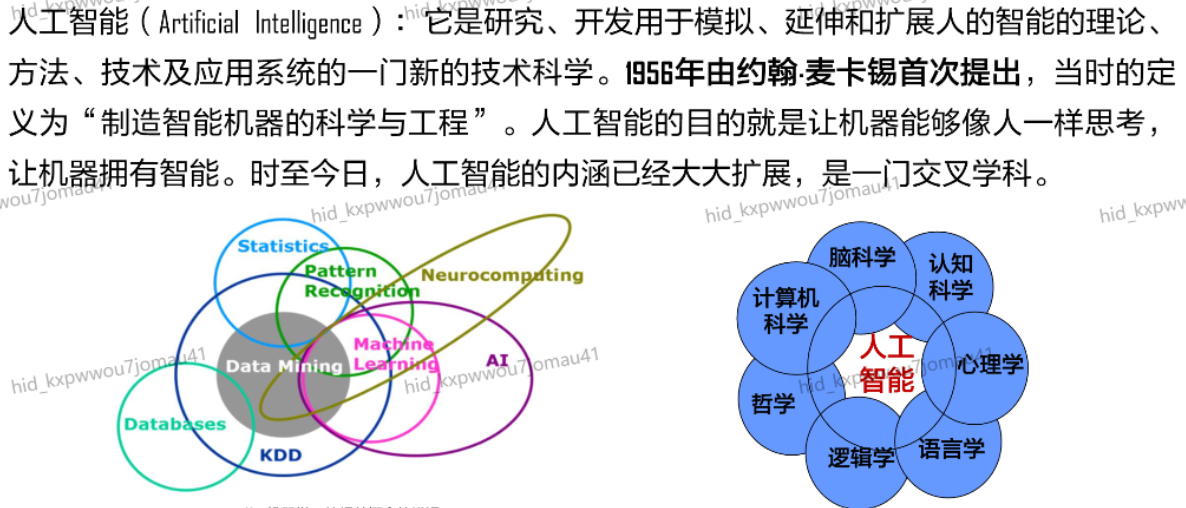 人工智能（Artificial Intelligence）：它是研究、开发用于模拟、延伸和扩展人的智能的理论、
方法、技术及应用系统的一门新的技术科学。1956年由约翰·麦卡锡首次提出，当时的定
义为“制造智能机器的科学与工程”。人工智能的目的就是让机器能够像人一样思考，
让机器拥有智能。时至今日，人工智能的内涵已经大大扩展，是一门交叉学科。
hid_kxpwwou7jomau41
hid_kxpwwou7jomau41
Statistics
Pattern
Recognition
Neurocomputing
Machine
Learning
Data Mining
AI
Databases
KDD
hid_kxpwwou7jomau41
hid_kxpwwou7jomau41
脑科学
认知
科学
计算机
科学
人工
智能
心理学
哲学
逻辑学
语言学